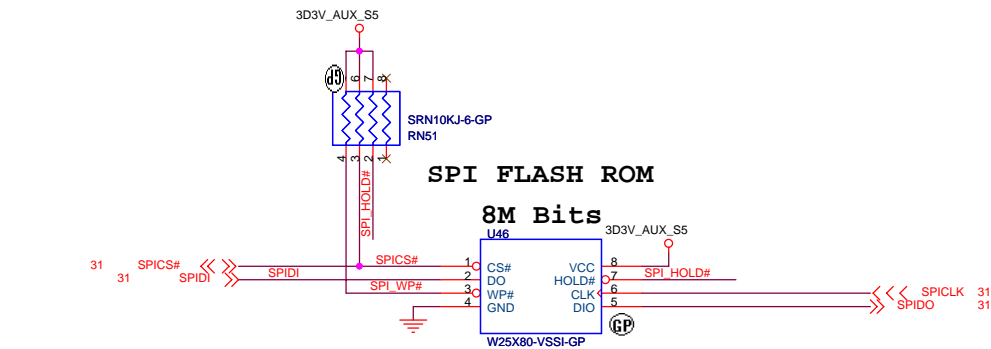 3D3V_AUX_S5
GP
6
7
8
SRN10KJ-6-GP
RN51
4
3
2
1
SPI_HOLD#
SPI FLASH ROM
8M Bits
U46
3D3V_AUX_S5
31 SPICS# SPICS# 1 CS# VCC 8
31 SPIDI SPIDI 2 DO HOLD# 7 SPI_HOLD#
SPI_WP# 3 WP# CLK 6 SPICLK 31
4 GND DIO 5 SPIDO 31
GP
W25X80-VSSI-GP